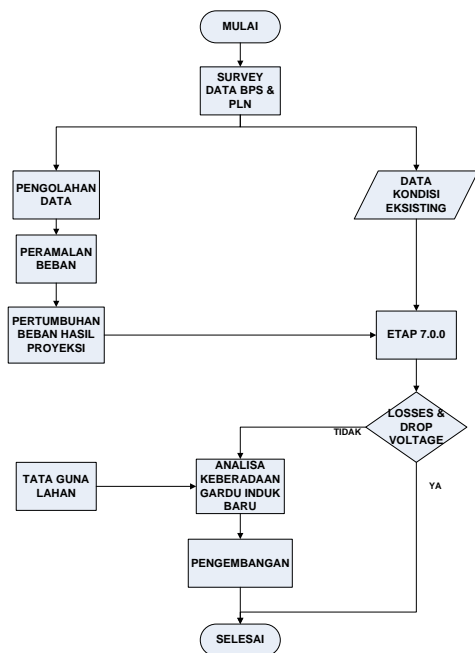 MULAI
SURVEY
DATA BPS &
PLN
PENGOLAHAN
DATA
DATA
KONDISI
EKSISTING
PERAMALAN
BEBAN
PERTUMBUHAN
BEBAN HASIL
PROYEKSI
ETAP 7.0.0
LOSSES &
DROP
VOLTAGE
TIDAK
YA
TATA GUNA
LAHAN
ANALISA
KEBERADAAN
GARDU INDUK
BARU
PENGEMBANGAN
SELESAI